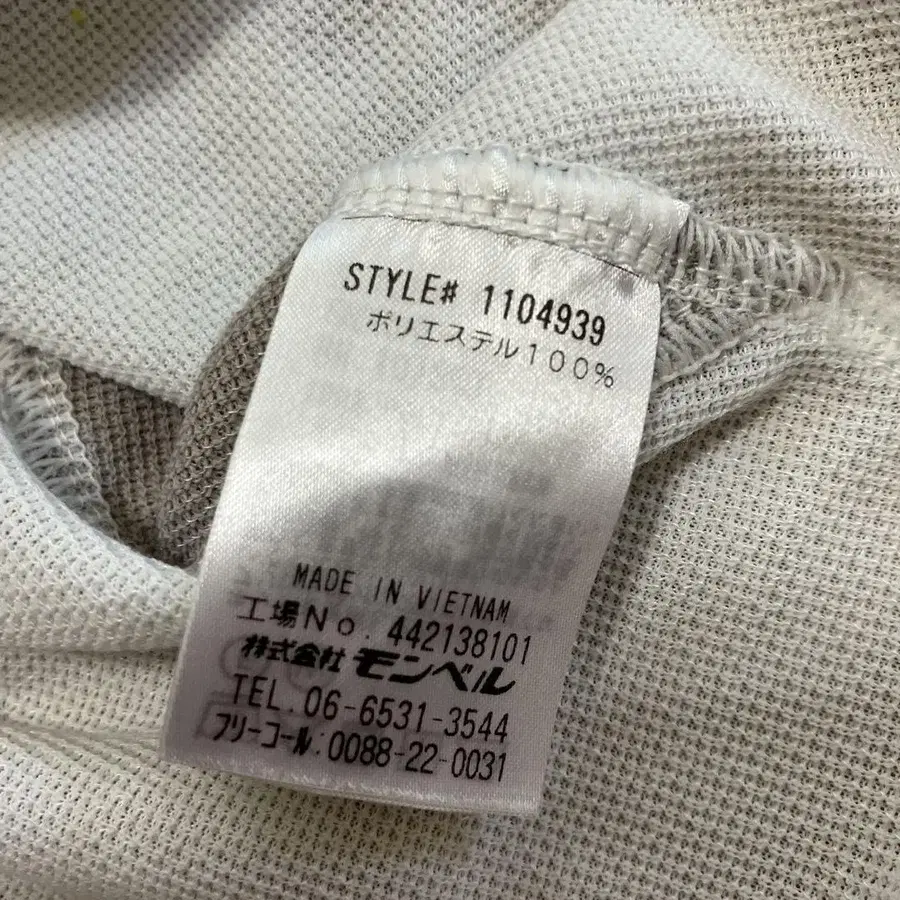 STYLE# 1104939
ポリエステル100%
MADE IN VIETNAM
工場No. 442138101
株式会社 モンベル
TEL. 06-6531-3544
フリーコール:0088-22-0031